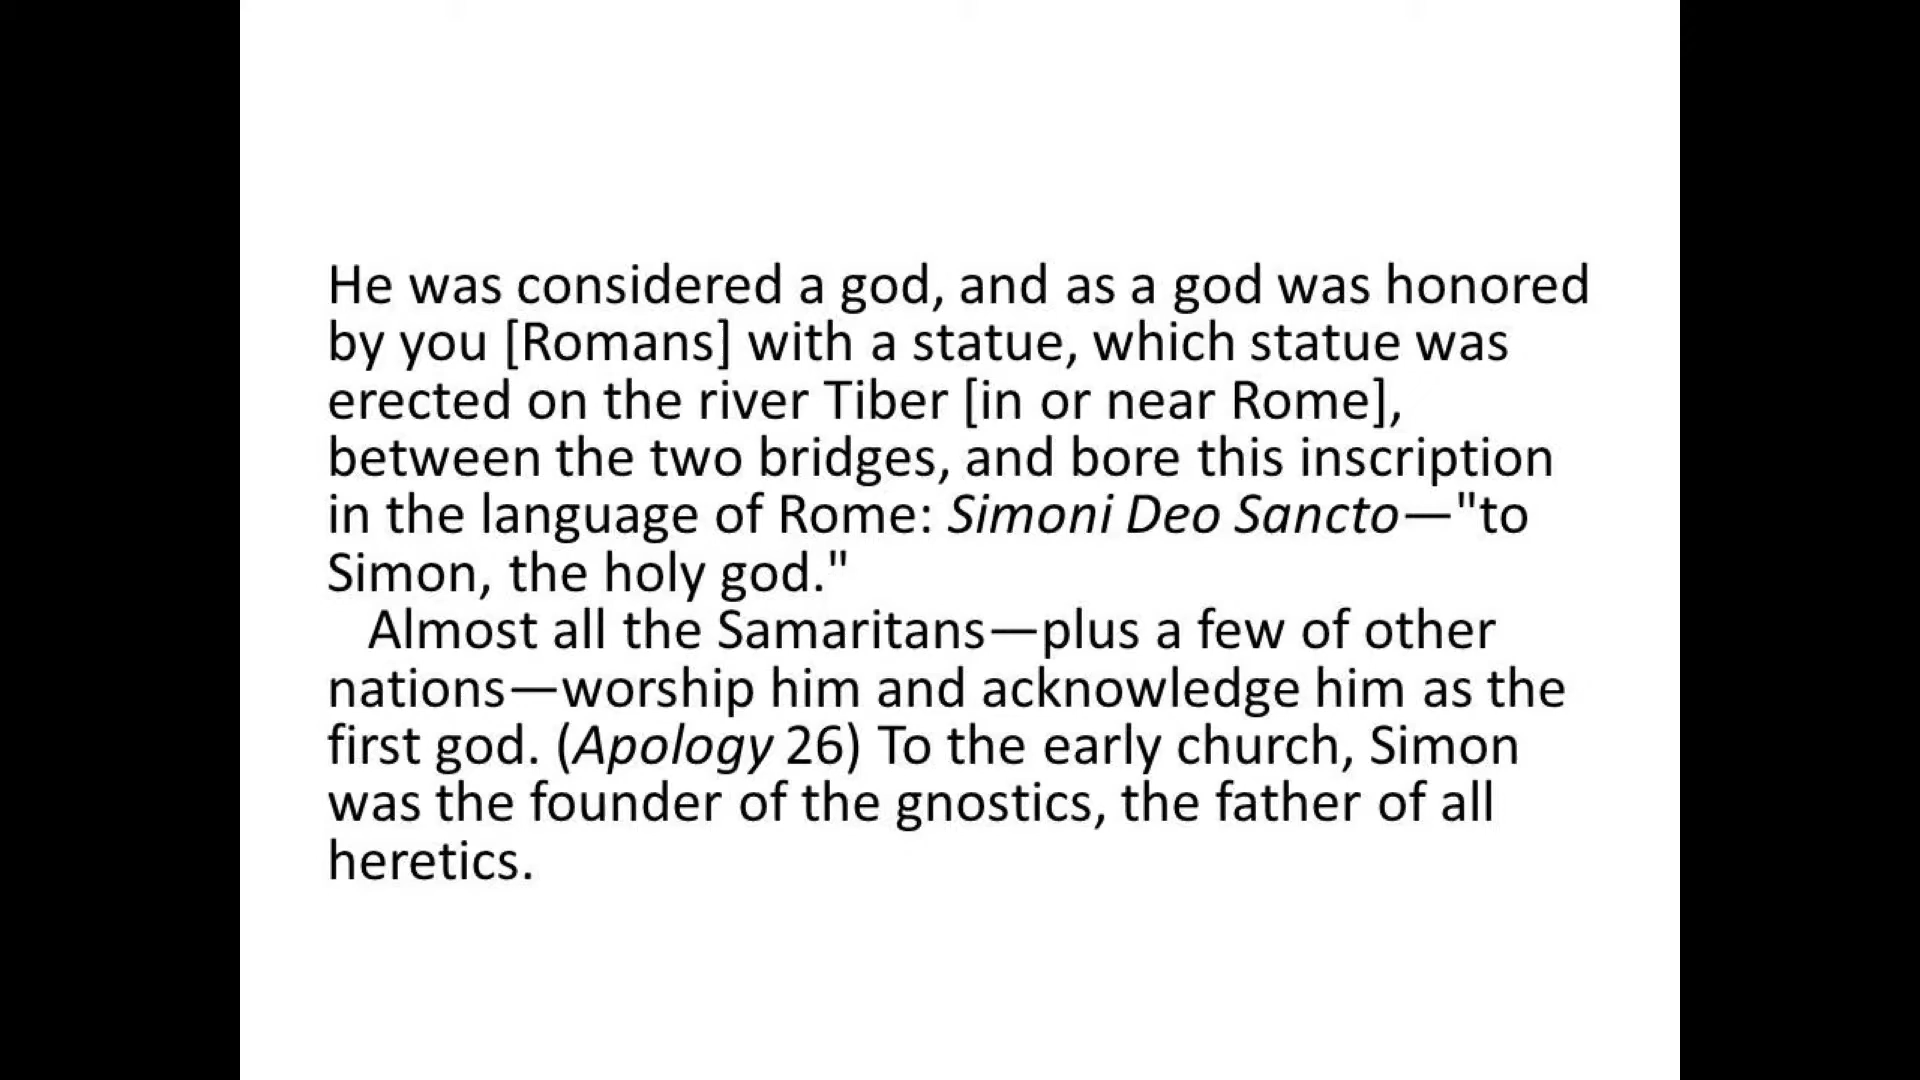 He was considered a god, and as a god was honored
by you [Romans] with a statue, which statue was
erected on the river Tiber [in or near Rome],
between the two bridges, and bore this inscription
in the language of Rome: Simoni Deo Sancto—"to
Simon, the holy god."
Almost all the Samaritans—plus a few of other
nations—worship him and acknowledge him as the
first god. (Apology 26) To the early church, Simon
was the founder of the gnostics, the father of all
heretics.